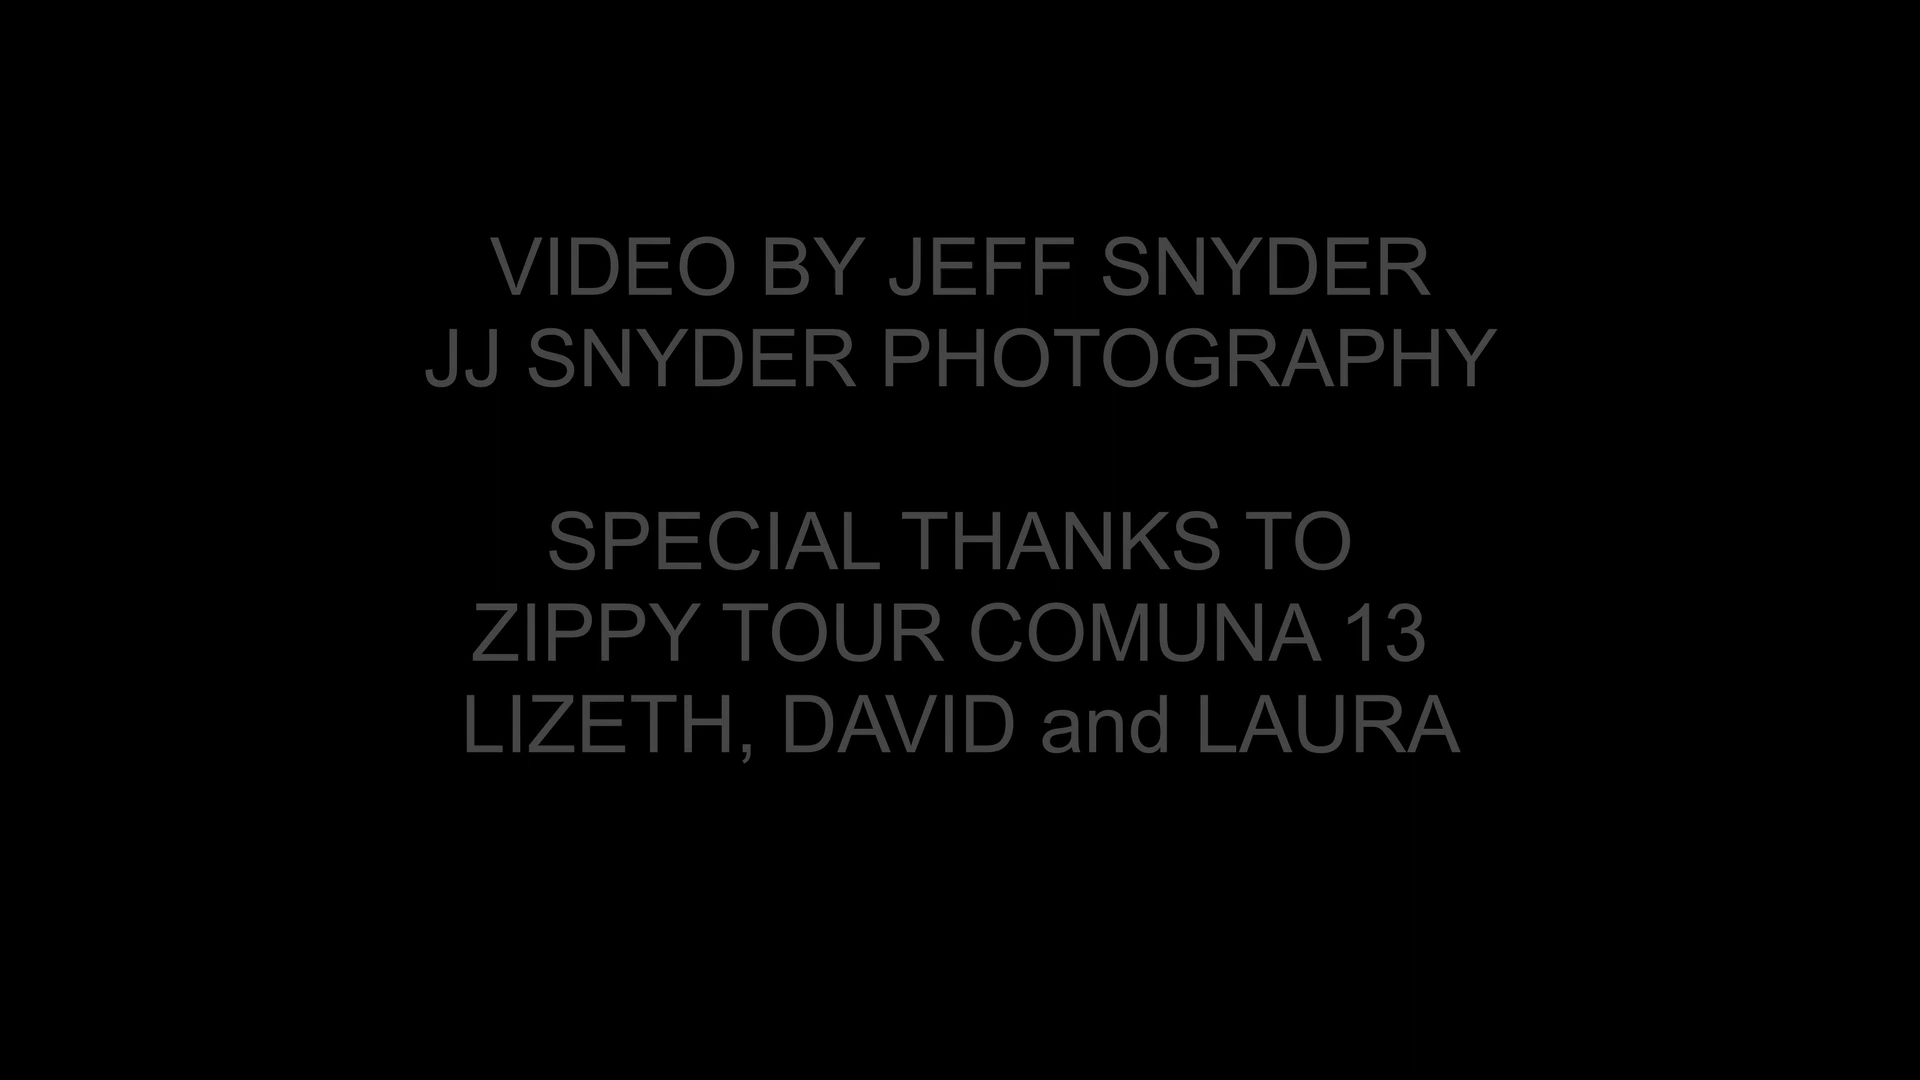 VIDEO BY JEFF SNYDER
JJ SNYDER PHOTOGRAPHY
SPECIAL THANKS TO
ZIPPY TOUR COMUNA 13
LIZETH, DAVID and LAURA